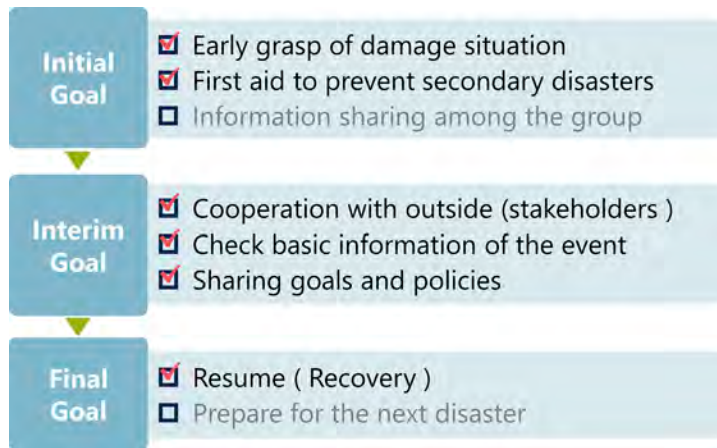 Initial
Goal
Early grasp of damage situation
First aid to prevent secondary disasters
Information sharing among the group
Interim
Goal
Cooperation with outside (stakeholders )
Check basic information of the event
Sharing goals and policies
Final
Goal
Resume ( Recovery )
Prepare for the next disaster